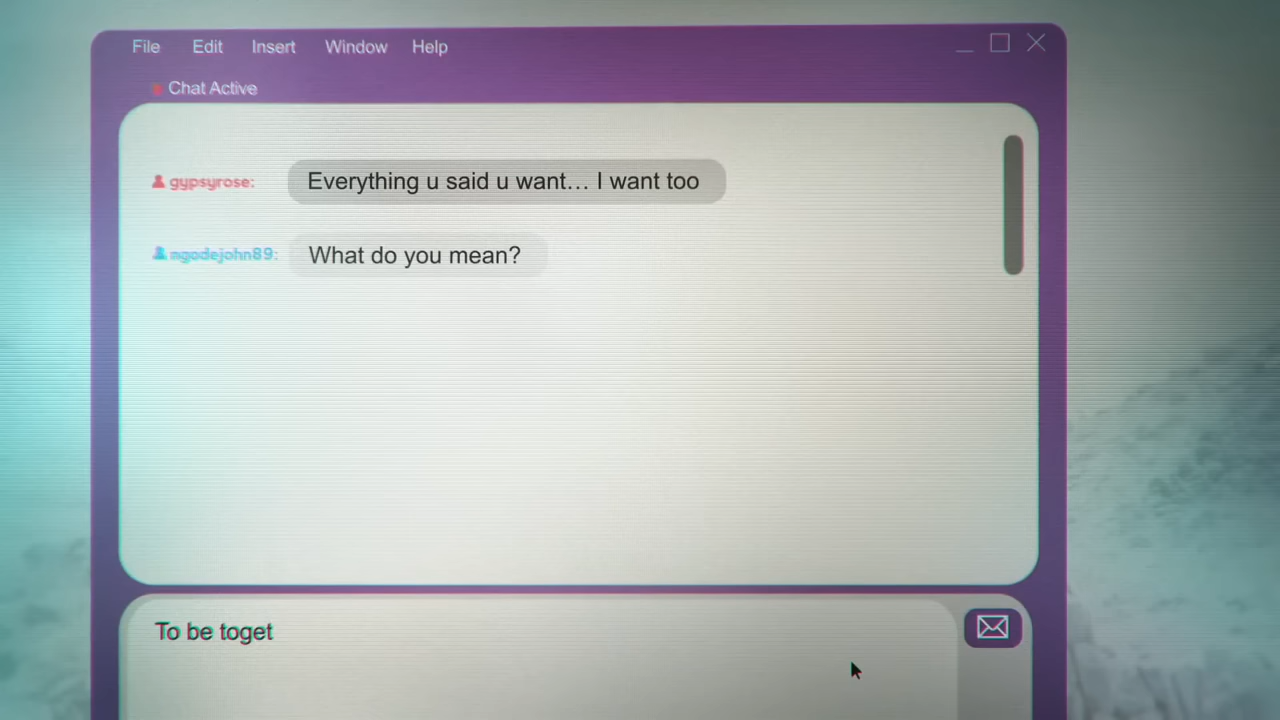 File Edit Insert Window Help
Chat Active
gypsyrose: Everything u said u want... I want too
ngodejohn89: What do you mean?
To be toget